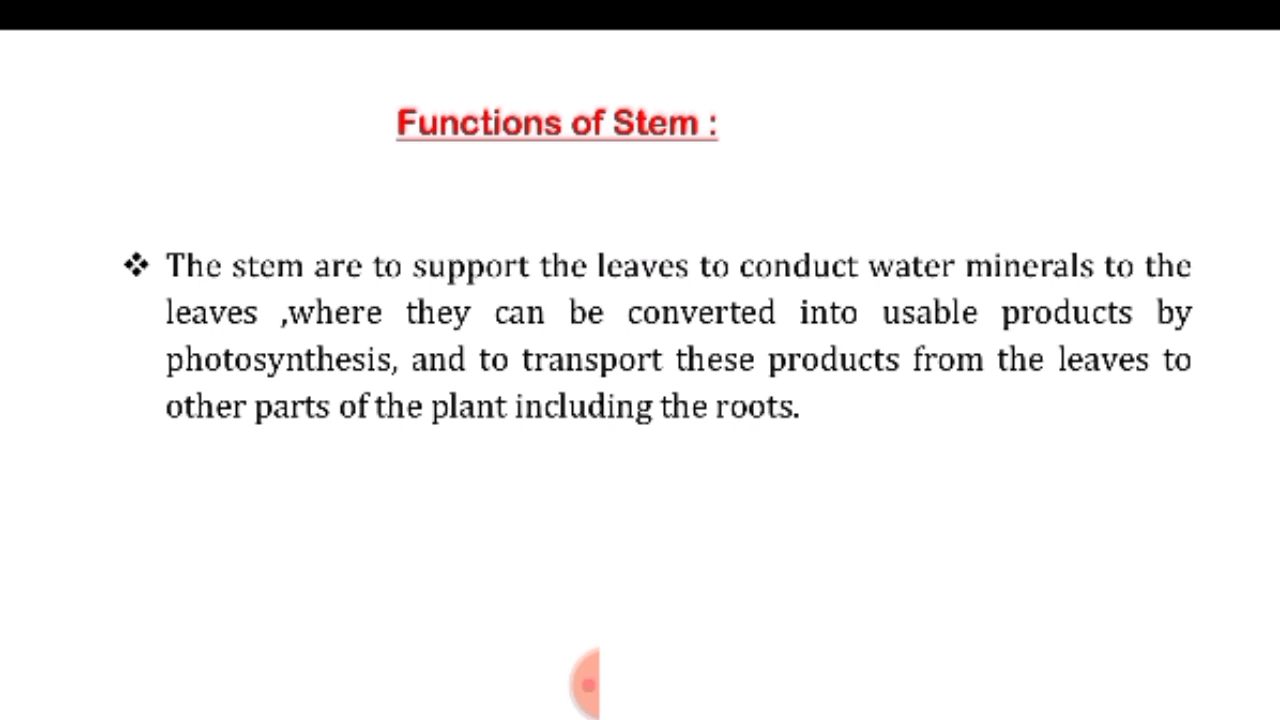 Functions of Stem :
❖ The stem are to support the leaves to conduct water minerals to the
leaves ,where they can be converted into usable products by
photosynthesis, and to transport these products from the leaves to
other parts of the plant including the roots.